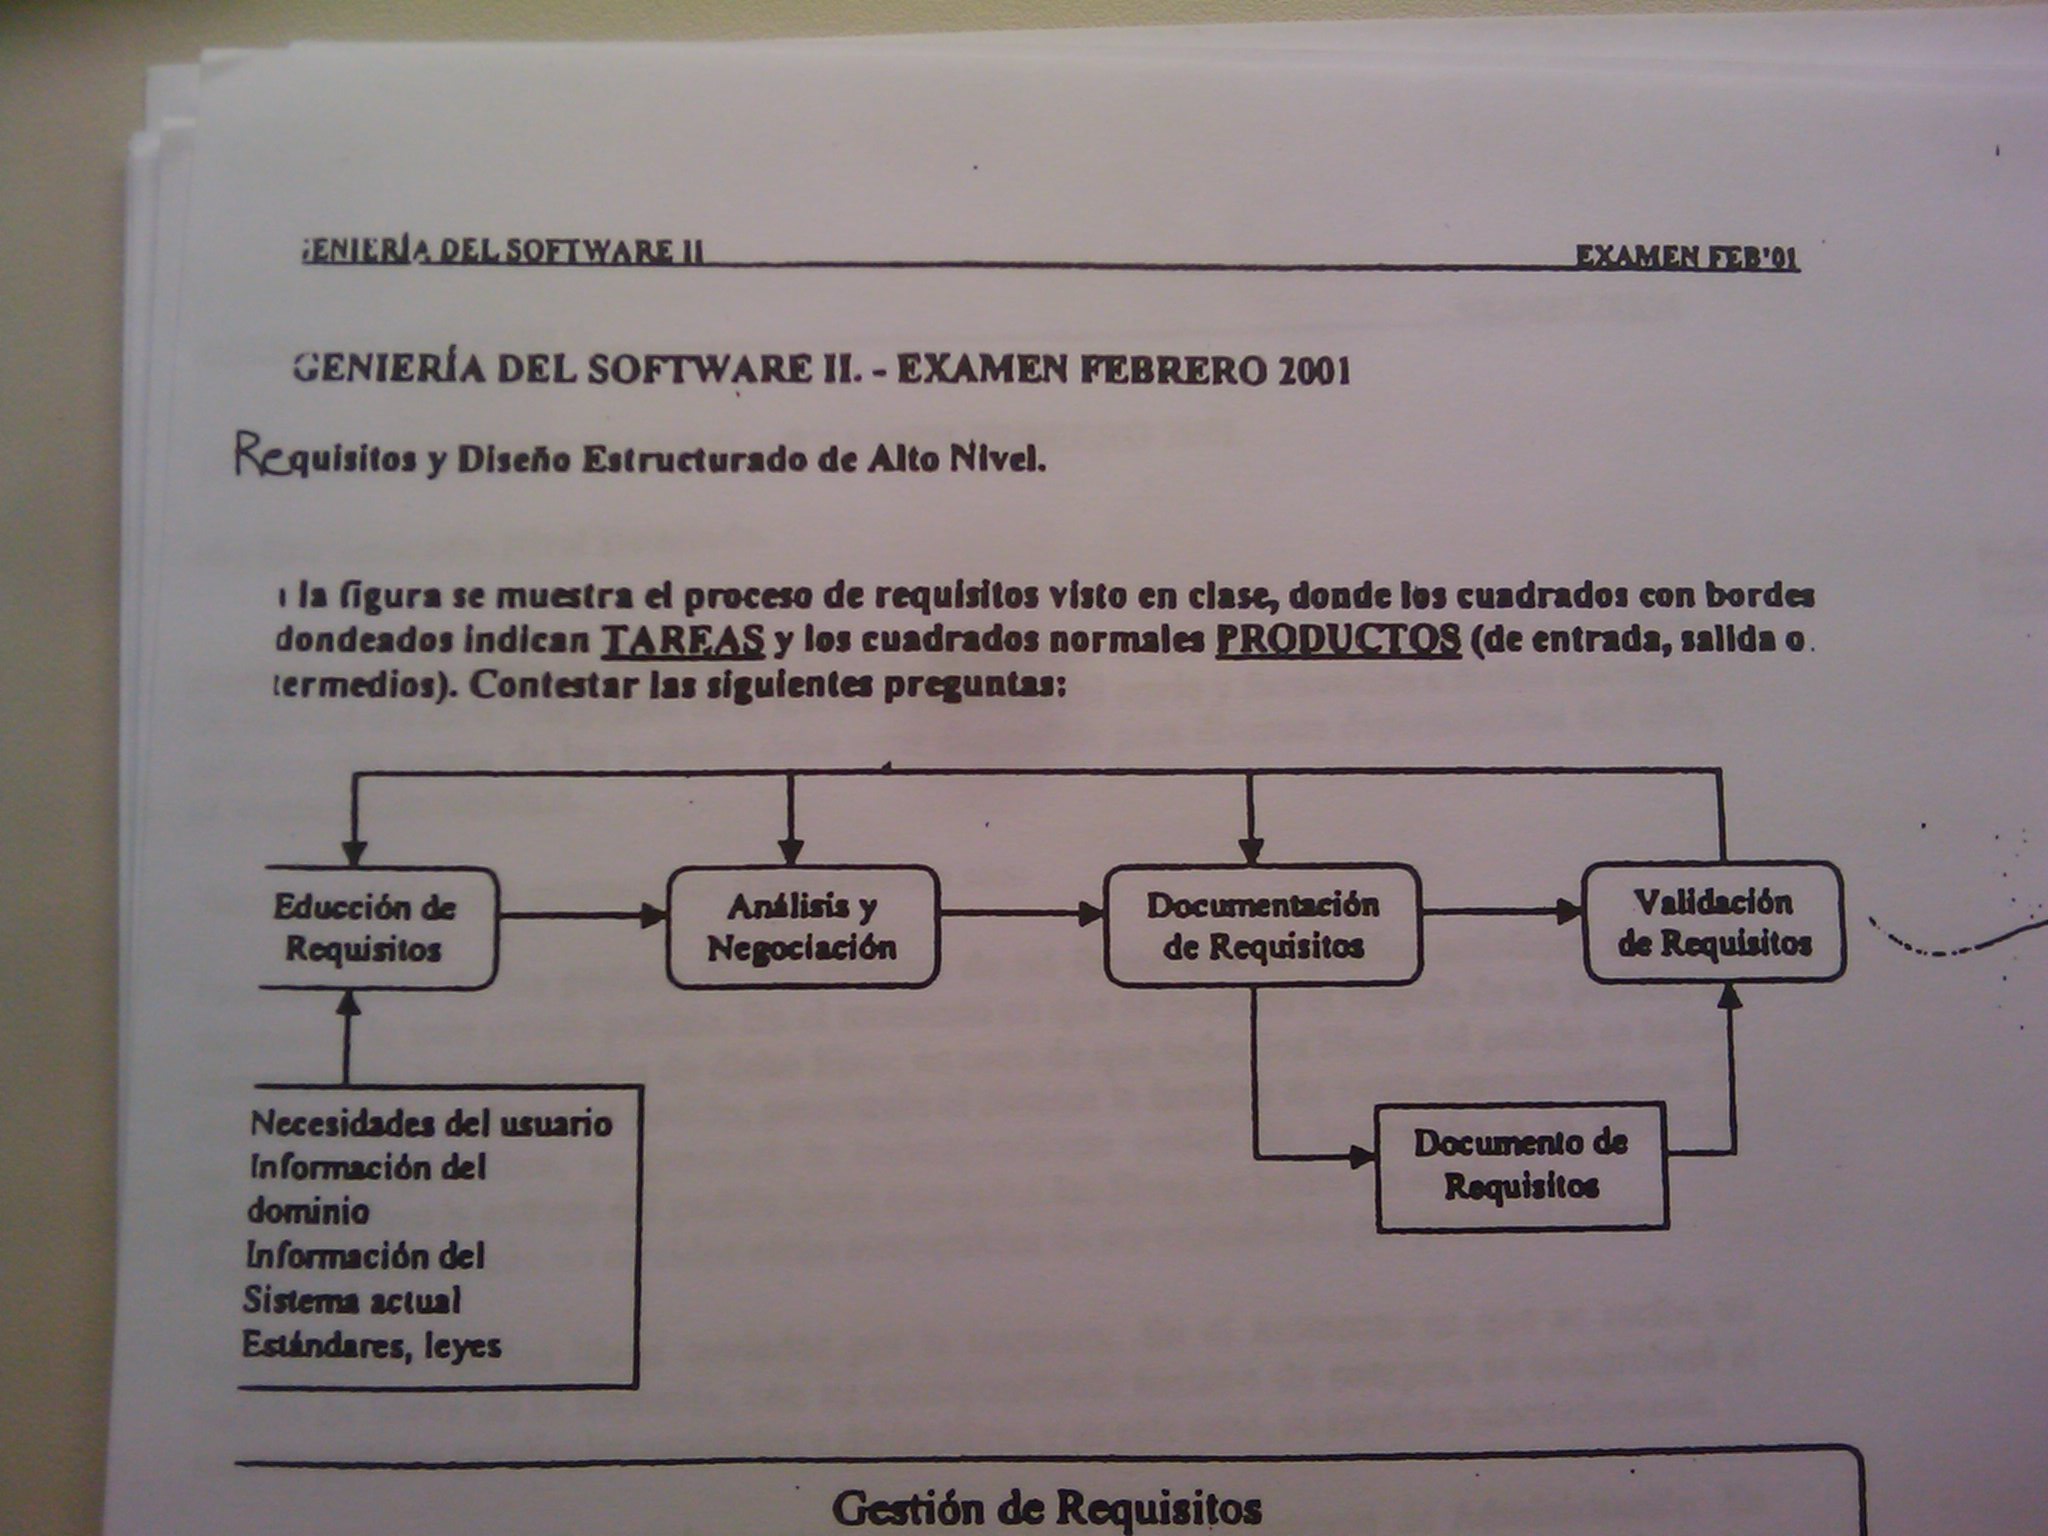 GENIERÍA DEL SOFTWARE II
EXAMEN FEB'01
GENIERÍA DEL SOFTWARE II. - EXAMEN FEBRERO 2001
Requisitos y Diseño Estructurado de Alto Nivel.
la figura se muestra el proceso de requisitos visto en clase, donde los cuadrados con bordes
dondeados indican TAREAS y los cuadrados normales PRODUCTOS (de entrada, salida o
termedios). Contestar las siguientes preguntas:
Educción de
Requisitos
Análisis y
Negociación
Documentación
de Requisitos
Validación
de Requisitos
Necesidades del usuario
Información del
dominio
Información del
Sistema actual
Estándares, leyes
Documento de
Requisitos
Gestión de Requisitos